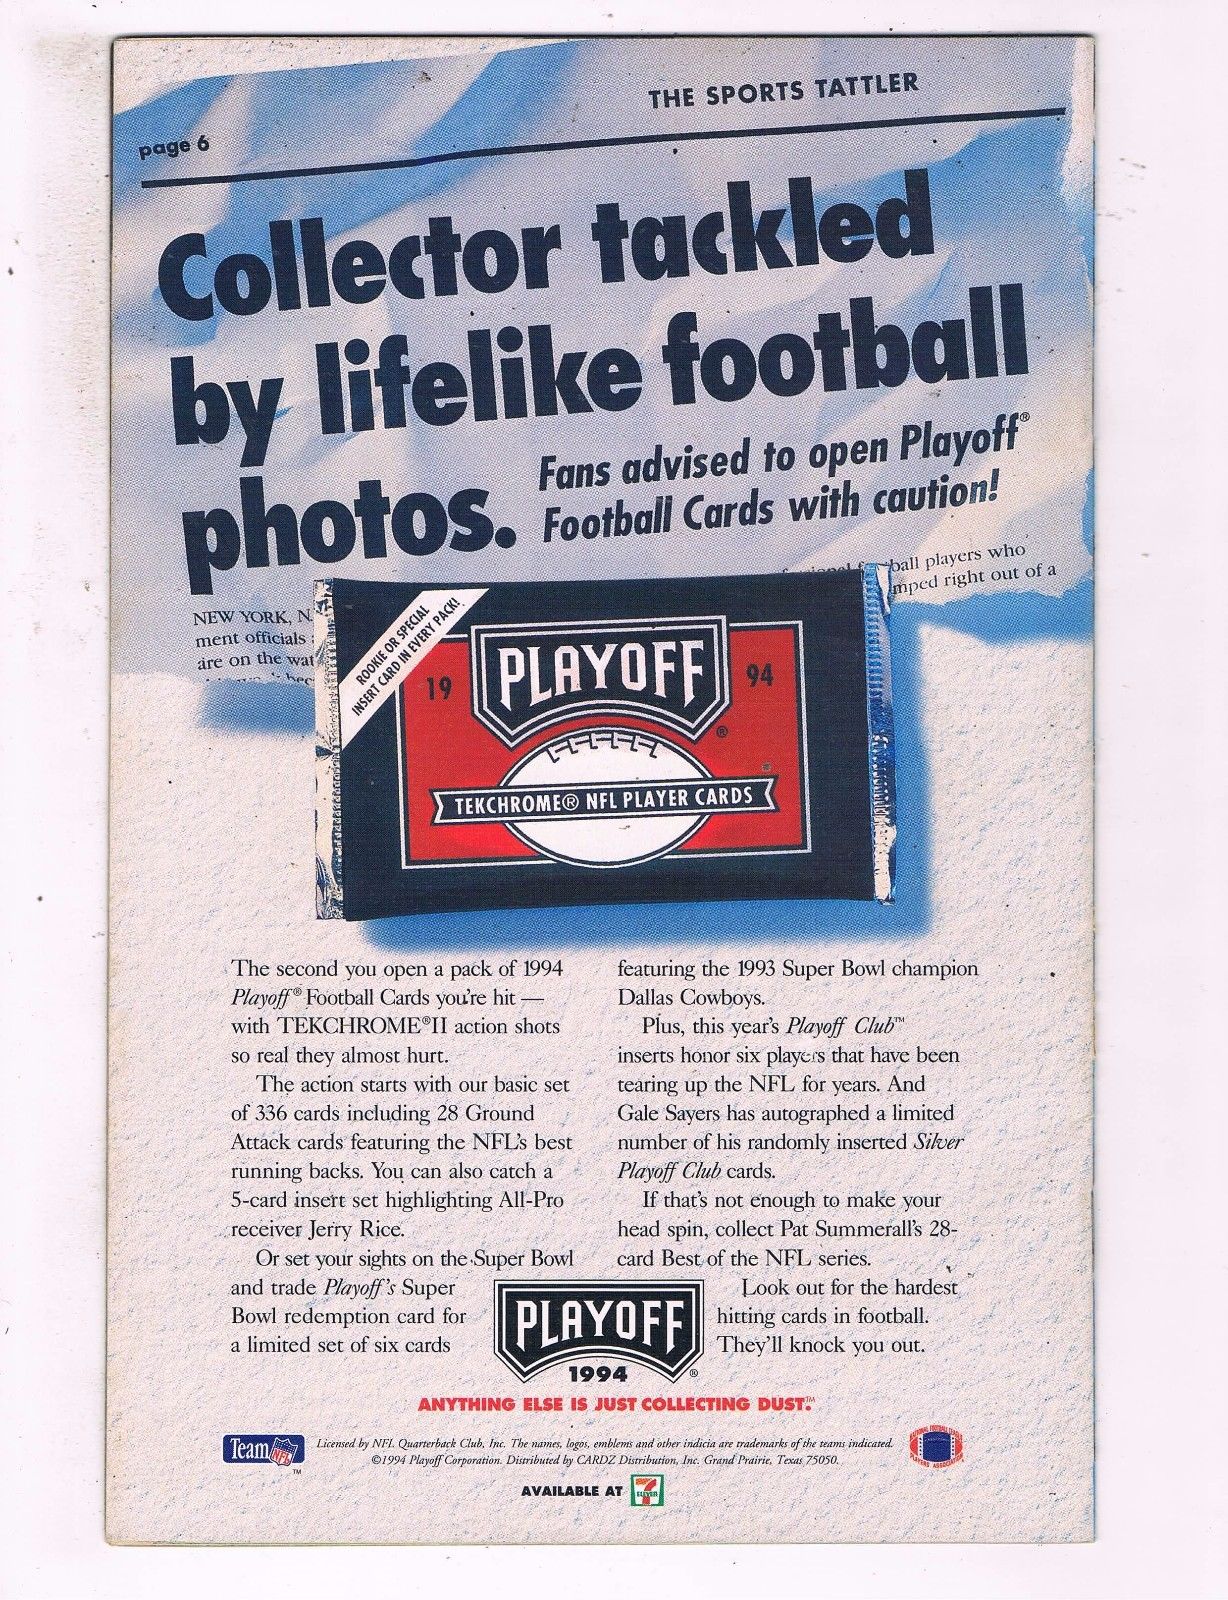 THE SPORTS TATTLER
page 6
Collector tackled
by lifelike football
photos.
Fans advised to open Playoff®
Football Cards with caution!
ball players who
mped right out of a
NEW YORK, N.
ment officials
are on the wat
ROOKIE OR SPECIAL
INSERT CARD IN EVERY PACK!
19 PLAYOFF® 94
TEKCHROME® NFL PLAYER CARDS
The second you open a pack of 1994
Playoff® Football Cards you're hit —
with TEKCHROME®II action shots
so real they almost hurt.
The action starts with our basic set
of 336 cards including 28 Ground
Attack cards featuring the NFL's best
running backs. You can also catch a
5-card insert set highlighting All-Pro
receiver Jerry Rice.
Or set your sights on the Super Bowl
and trade Playoff's Super
Bowl redemption card for
a limited set of six cards
featuring the 1993 Super Bowl champion
Dallas Cowboys.
Plus, this year's Playoff Club™
inserts honor six players that have been
tearing up the NFL for years. And
Gale Sayers has autographed a limited
number of his randomly inserted Silver
Playoff Club cards.
If that's not enough to make your
head spin, collect Pat Summerall's 28-
card Best of the NFL series.
Look out for the hardest
hitting cards in football.
They'll knock you out.
PLAYOFF
1994 ®
ANYTHING ELSE IS JUST COLLECTING DUST.™
Team NFL ™
Licensed by NFL Quarterback Club, Inc. The names, logos, emblems and other indicia are trademarks of the teams indicated.
©1994 Playoff Corporation. Distributed by CARDZ Distribution, Inc. Grand Prairie, Texas 75050.
NATIONAL FOOTBALL LEAGUE
PLAYERS ASSOCIATION
AVAILABLE AT 7 ELEVEN